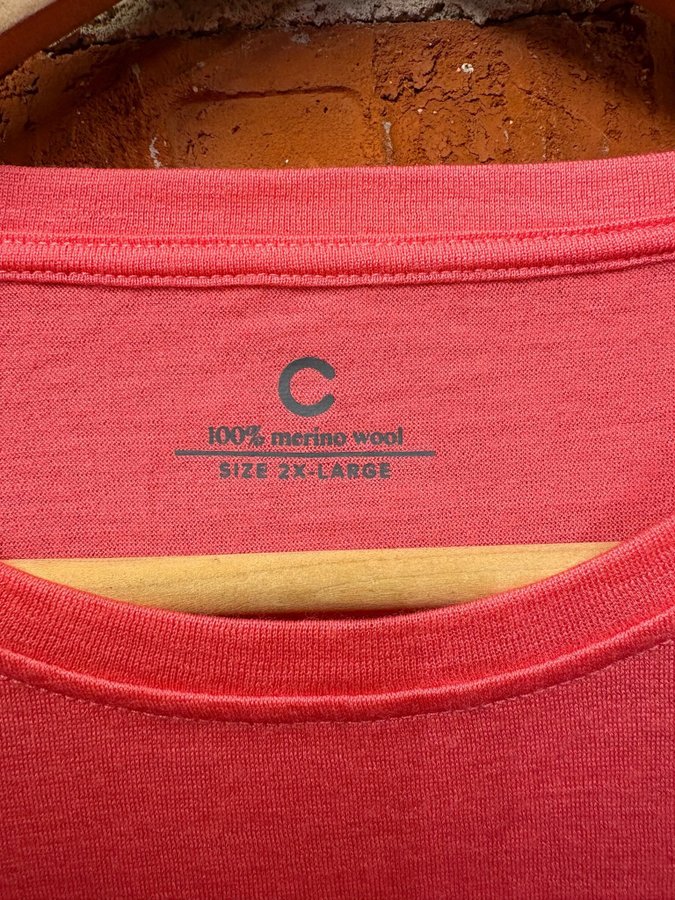 C
100% merino wool
SIZE 2X-LARGE